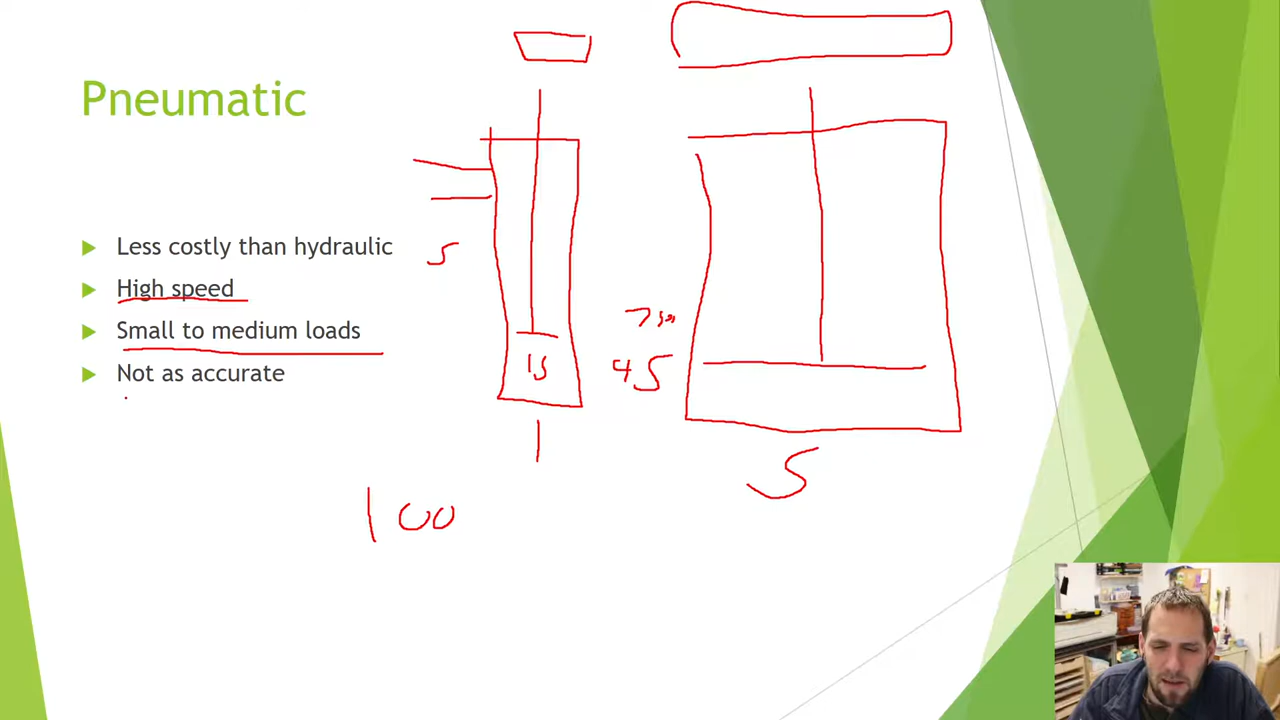 Pneumatic
Less costly than hydraulic
High speed
Small to medium loads
Not as accurate
5
15
45
1
5
100